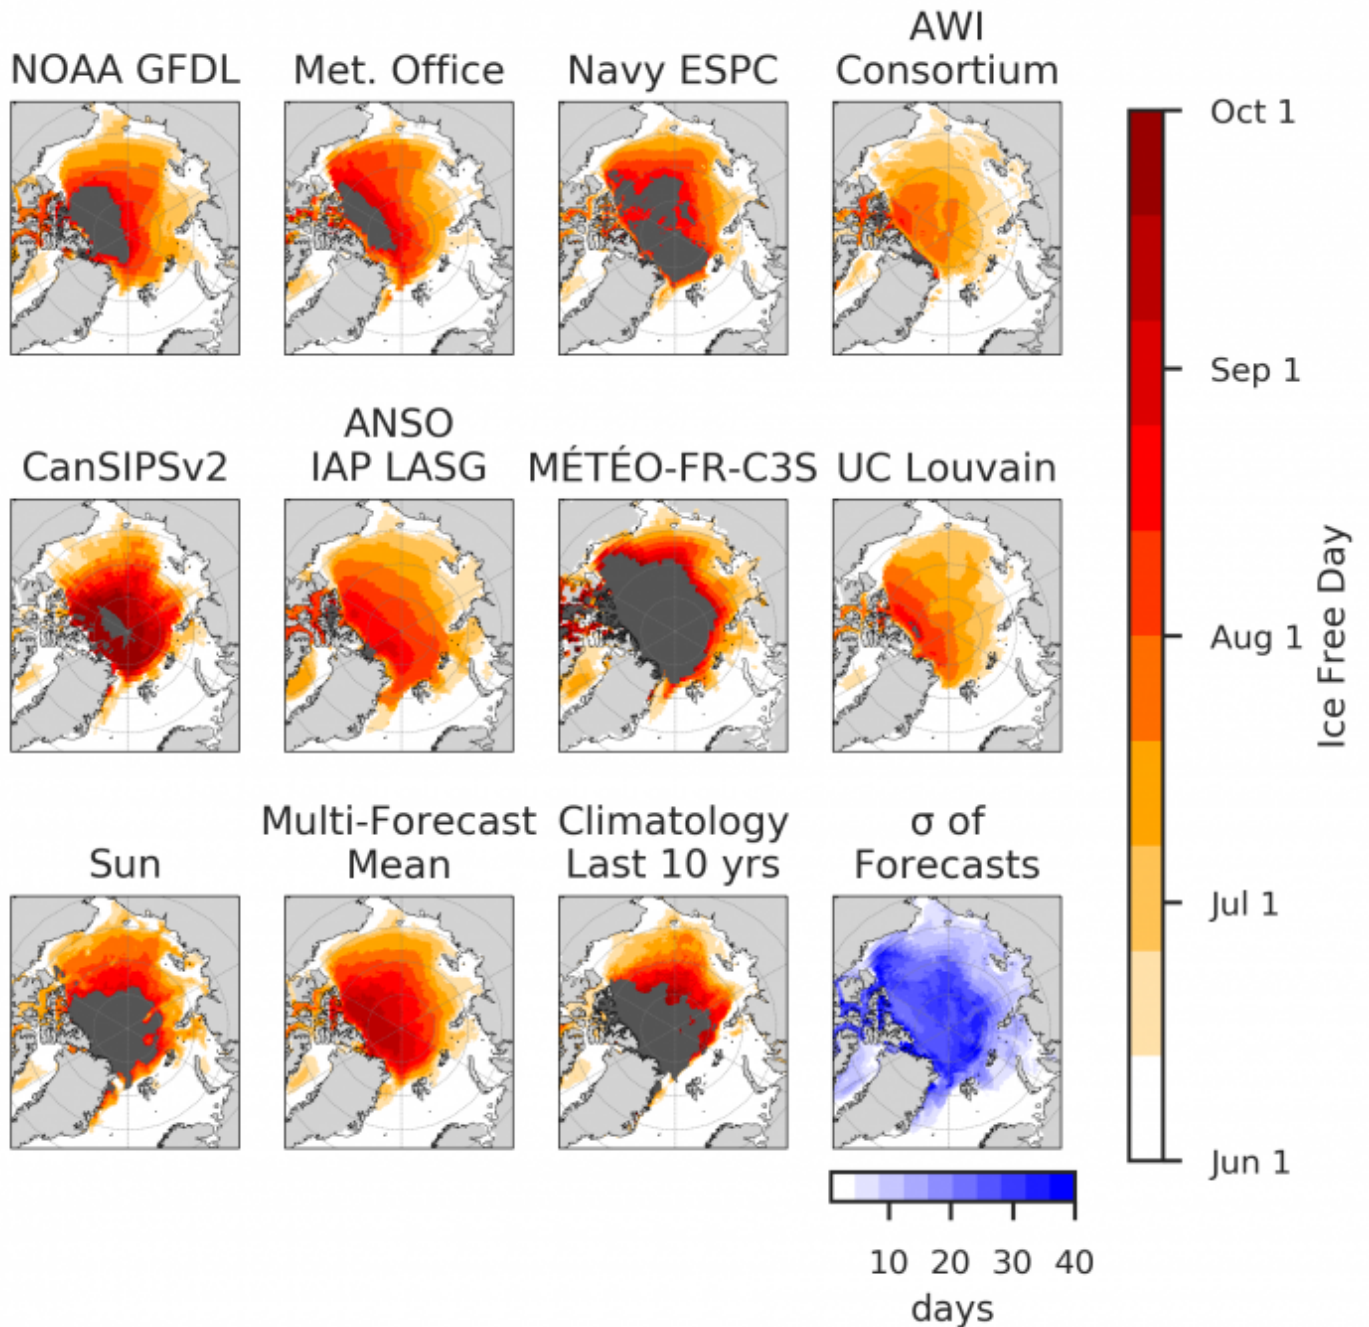 NOAA GFDL
Met. Office
Navy ESPC
AWI
Consortium
CanSIPSv2
ANSO
IAP LASG
MÉTÉO-FR-C3S
UC Louvain
Sun
Multi-Forecast
Mean
Climatology
Last 10 yrs
σ of
Forecasts
10 20 30 40
days
Oct 1
Sep 1
Aug 1
Jul 1
Jun 1
Ice Free Day